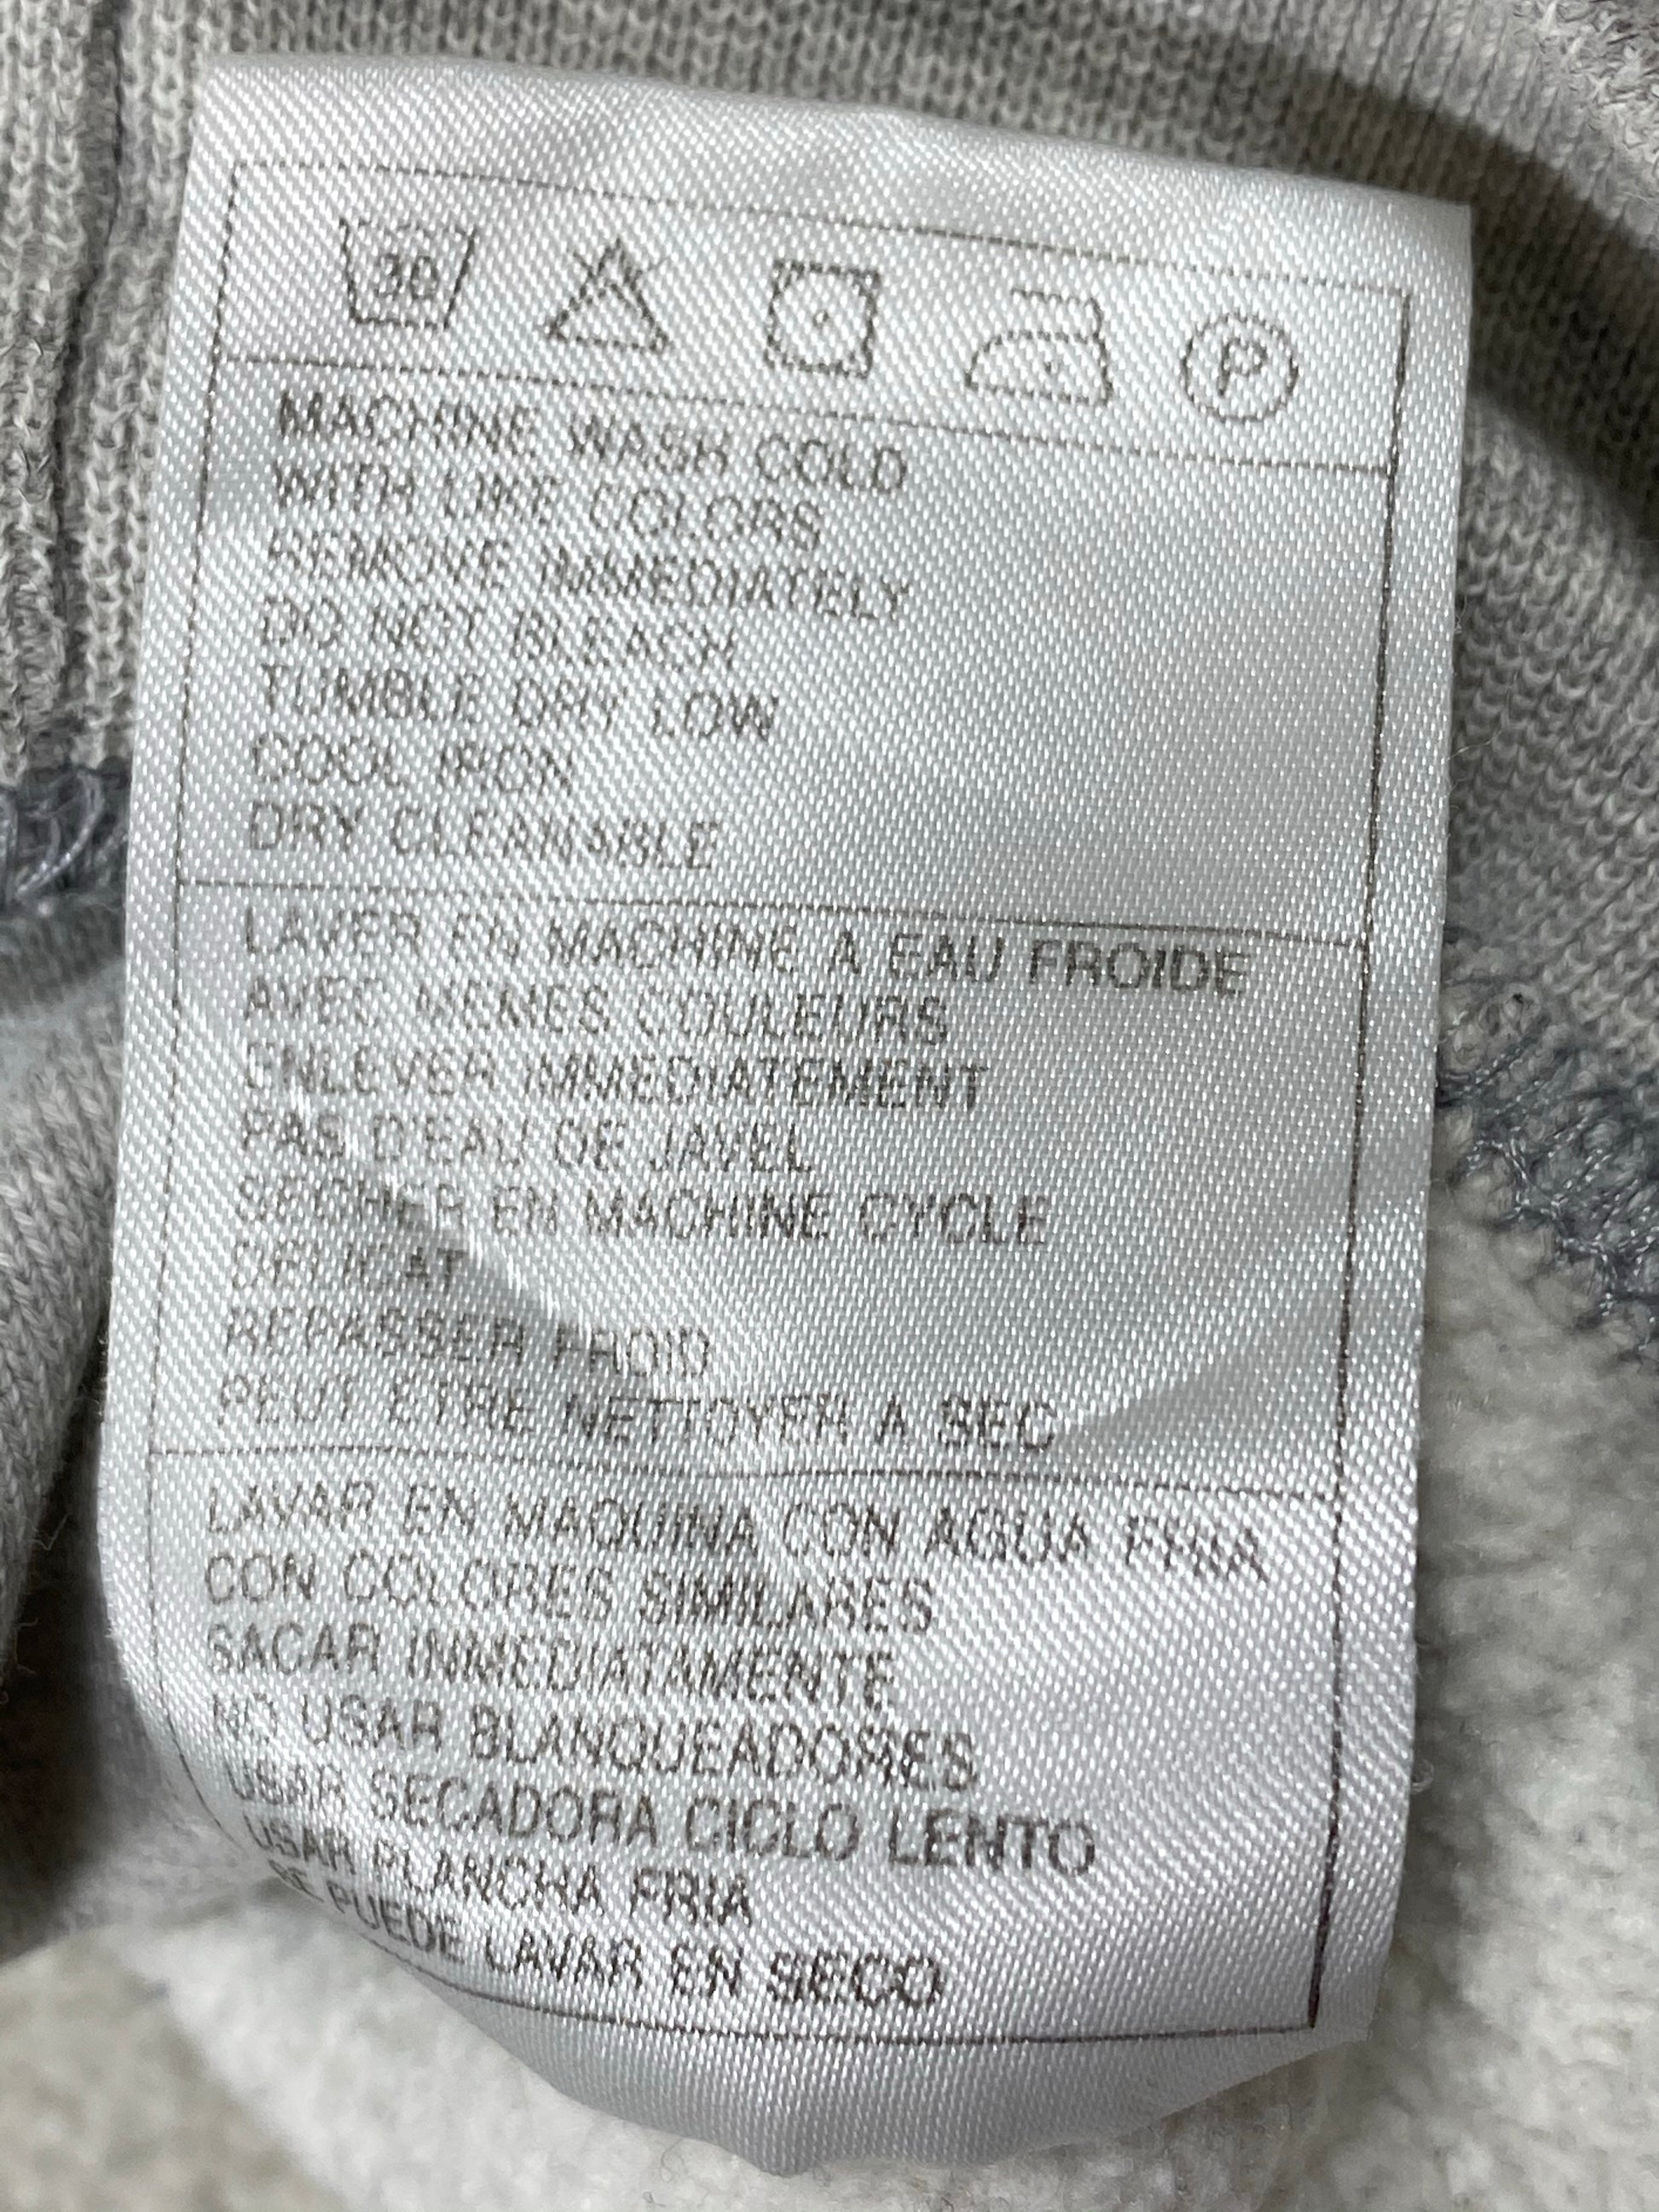 30
P
MACHINE WASH COLD
WITH LIKE COLORS
REMOVE IMMEDIATELY
DO NOT BLEACH
TUMBLE DRY LOW
COOL IRON
DRY CLEANABLE
LAVER EN MACHINE A EAU FROIDE
AVEC MEMES COULEURS
ENLEVER IMMEDIATEMENT
PAS D'EAU DE JAVEL
SECHER EN MACHINE CYCLE
DELICAT
REPASSER FROID
PEUT ETRE NETTOYER A SEC
LAVAR EN MAQUINA CON AGUA FRIA
CON COLORES SIMILARES
SACAR INMEDIATAMENTE
NO USAR BLANQUEADORES
USAR SECADORA CICLO LENTO
USAR PLANCHA FRIA
SE PUEDE LAVAR EN SECO